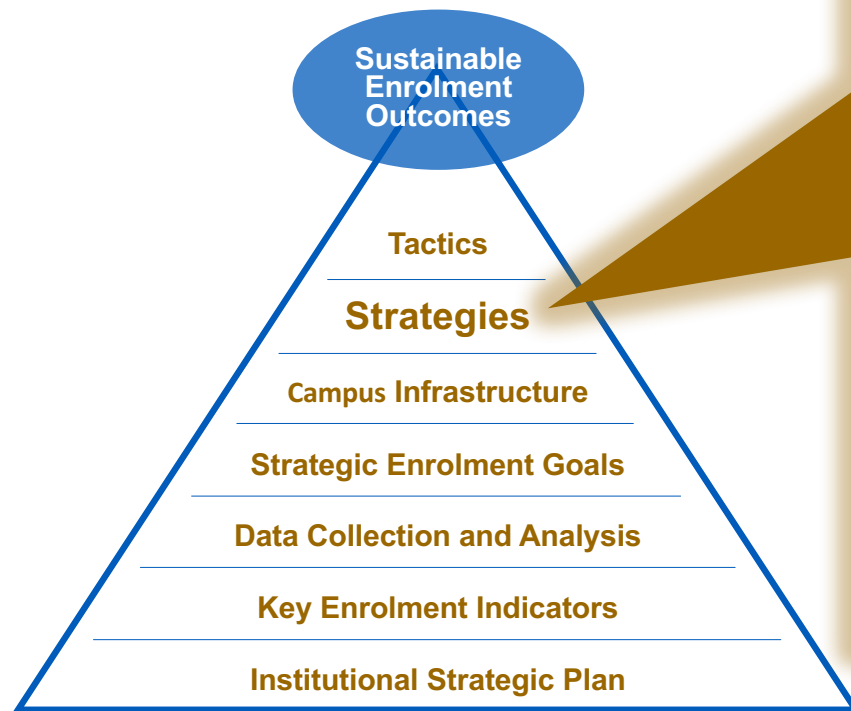 Sustainable
Enrolment
Outcomes
Tactics
Strategies
Campus Infrastructure
Strategic Enrolment Goals
Data Collection and Analysis
Key Enrolment Indicators
Institutional Strategic Plan